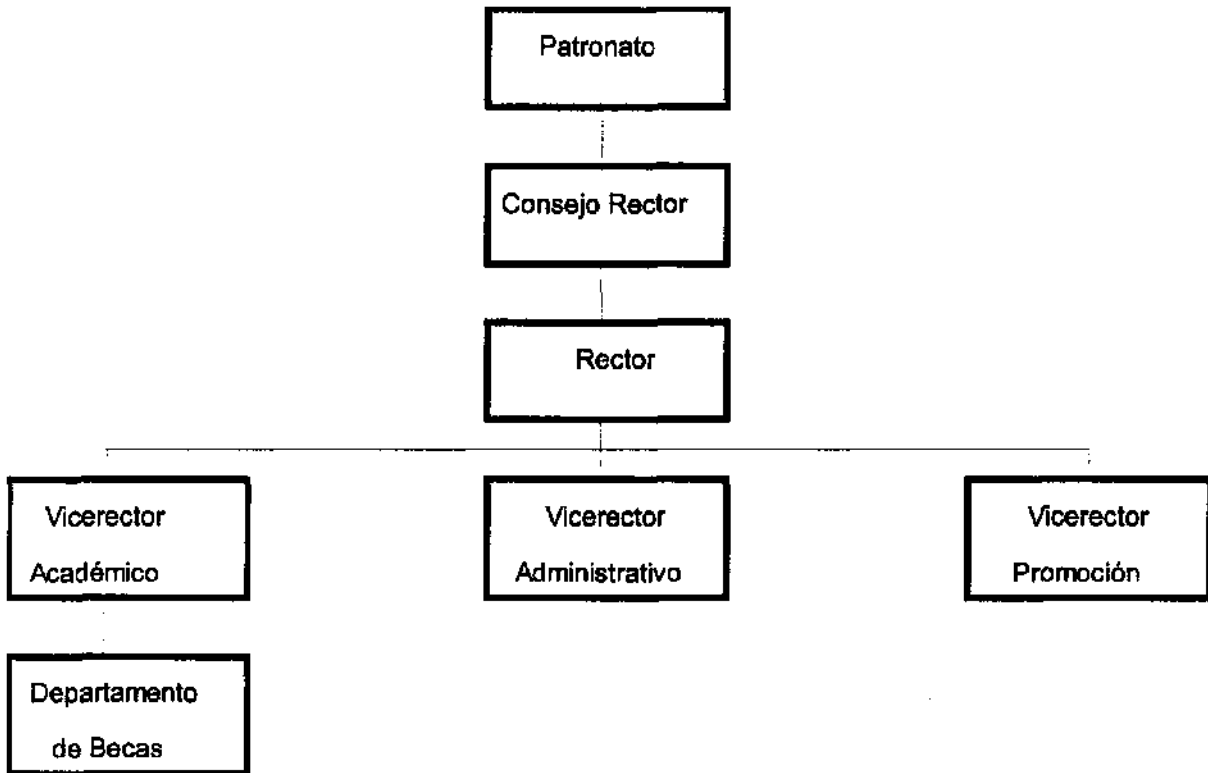 Patronato
Consejo Rector
Rector
Vicerector
Académico
Vicerector
Administrativo
Vicerector
Promoción
Departamento
de Becas